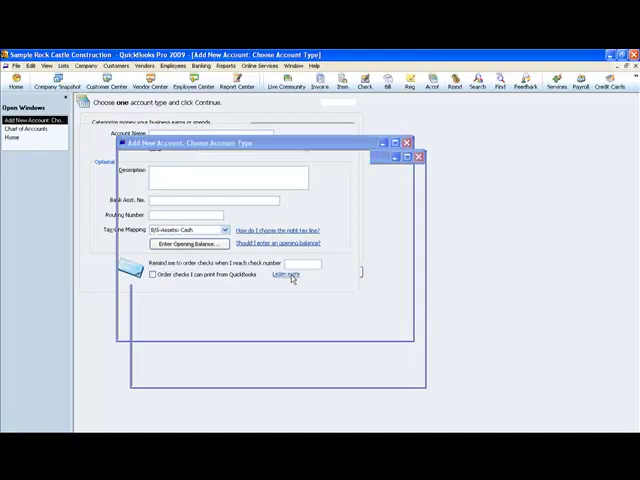 Sample Rock Castle Construction - QuickBooks Pro 2009 - [Add New Account: Choose Account Type]
File Edit View Lists Company Customers Vendors Employees Banking Reports Online Services Window Help
Home Company Snapshot Customer Center Vendor Center Employee Center Report Center Live Community Invoice Item Check Bill Reg Accnt Rmnd Search Find Feedback Services Payroll Credit Cards
Open Windows
Add New Account: Cho...
Chart of Accounts
Home
Choose one account type and click Continue.
Categorize money your business earns or spends
Account Name
Add New Account: Choose Account Type
Optional
Description
Bank Acct. No.
Routing Number
Tax-Line Mapping B/S-Assets: Cash How do I choose the right tax line?
Enter Opening Balance... Should I enter an opening balance?
Remind me to order checks when I reach check number
Order checks I can print from QuickBooks Learn more